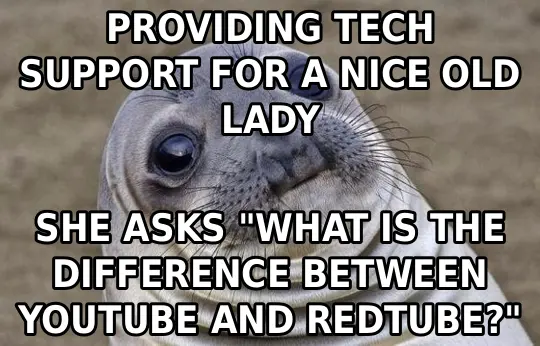 PROVIDING TECH
SUPPORT FOR A NICE OLD
LADY
SHE ASKS "WHAT IS THE
DIFFERENCE BETWEEN
YOUTUBE AND REDTUBE?"